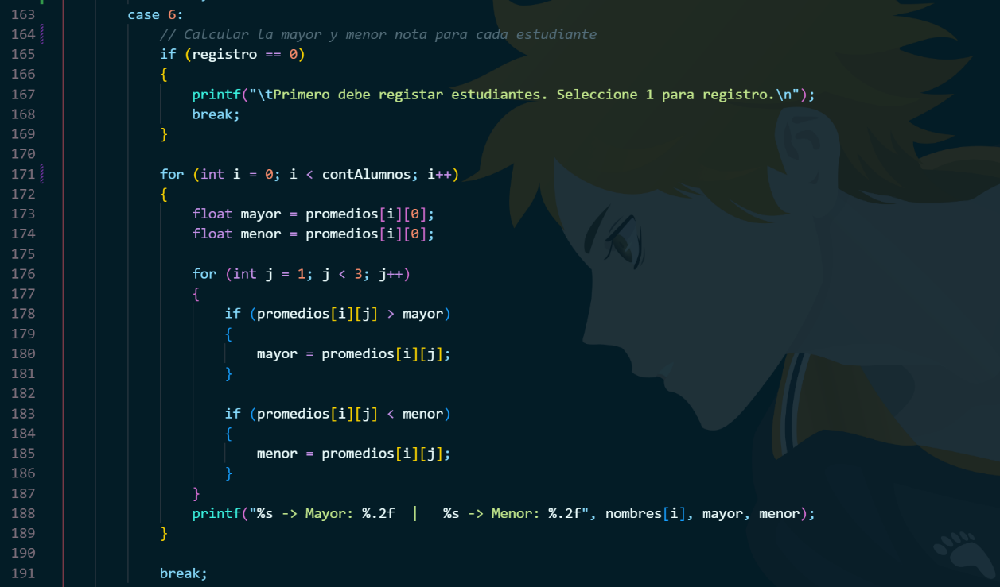 163 case 6:
164 // Calcular la mayor y menor nota para cada estudiante
165 if (registro == 0)
166 {
167 printf("\tPrimero debe registar estudiantes. Seleccione 1 para registro.\n");
168 break;
169 }
170
171 for (int i = 0; i < contAlumnos; i++)
172 {
173 float mayor = promedios[i][0];
174 float menor = promedios[i][0];
175
176 for (int j = 1; j < 3; j++)
177 {
178 if (promedios[i][j] > mayor)
179 {
180 mayor = promedios[i][j];
181 }
182
183 if (promedios[i][j] < menor)
184 {
185 menor = promedios[i][j];
186 }
187 }
188 printf("%s -> Mayor: %.2f  |   %s -> Menor: %.2f", nombres[i], mayor, menor);
189 }
190
191 break;